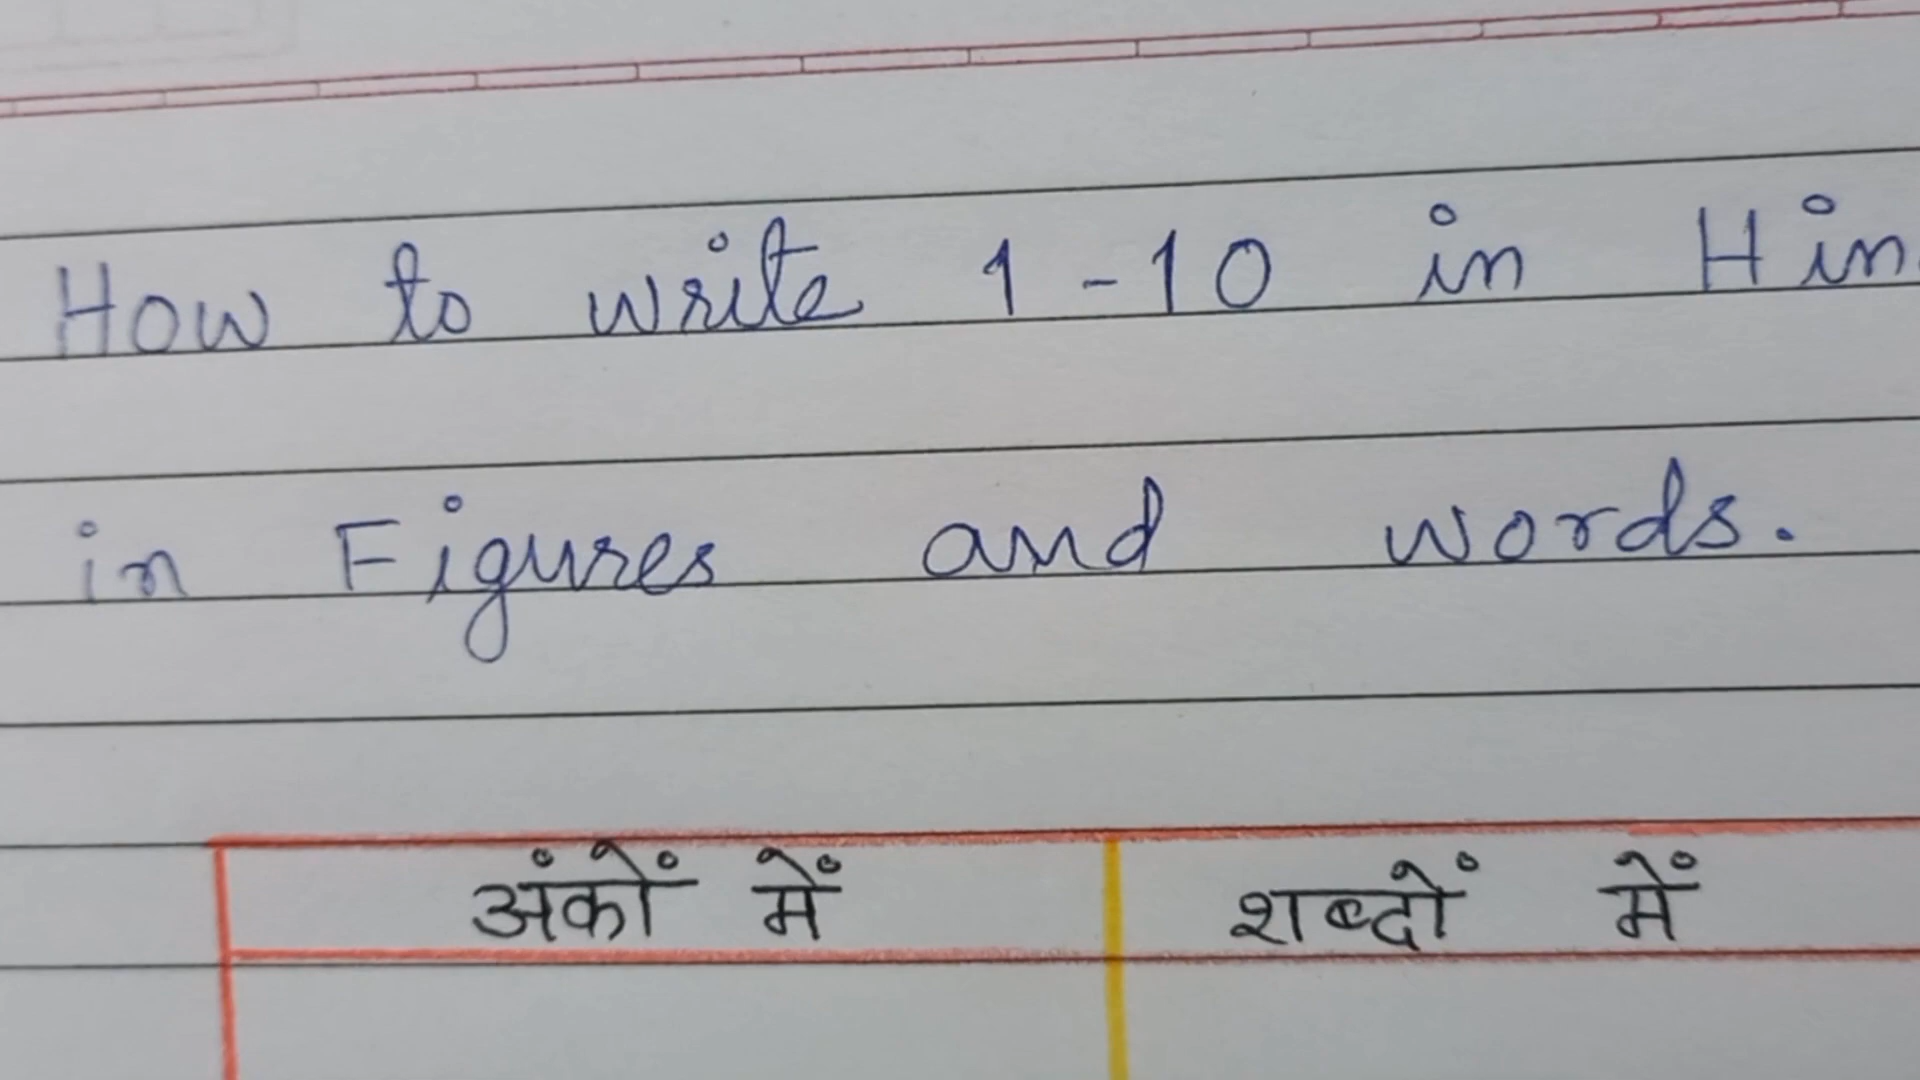 How to write 1-10 in Hin
in Figures and words.
अंकों में शब्दों में